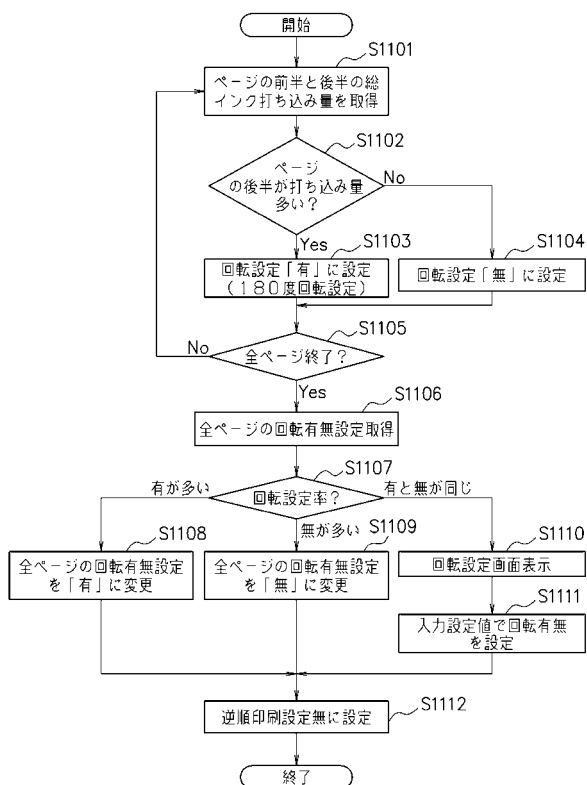 開始
S1101
ページの前半と後半の総
インク打ち込み量を取得
S1102
ページ
の後半が打ち込み量
多い？
No
Yes
S1103
回転設定「有」に設定
（１８０度回転設定）
S1104
回転設定「無」に設定
S1105
全ページ終了？
No
Yes
S1106
全ページの回転有無設定取得
S1107
回転設定率？
有が多い
無が多い
有と無が同じ
S1108
全ページの回転有無設定
を「有」に変更
S1109
全ページの回転有無設定
を「無」に変更
S1110
回転設定画面表示
S1111
入力設定値で回転有無
を設定
S1112
逆順印刷設定無に設定
終了